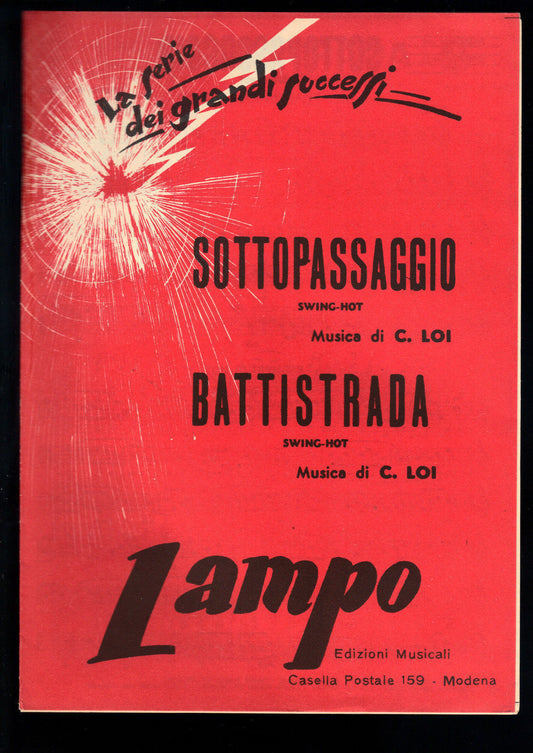 La serie
dei grandi successi
SOTTOPASSAGGIO
SWING-HOT
Musica di C. LOI
BATTISTRADA
SWING-HOT
Musica di C. LOI
Lampo
Edizioni Musicali
Casella Postale 159 - Modena